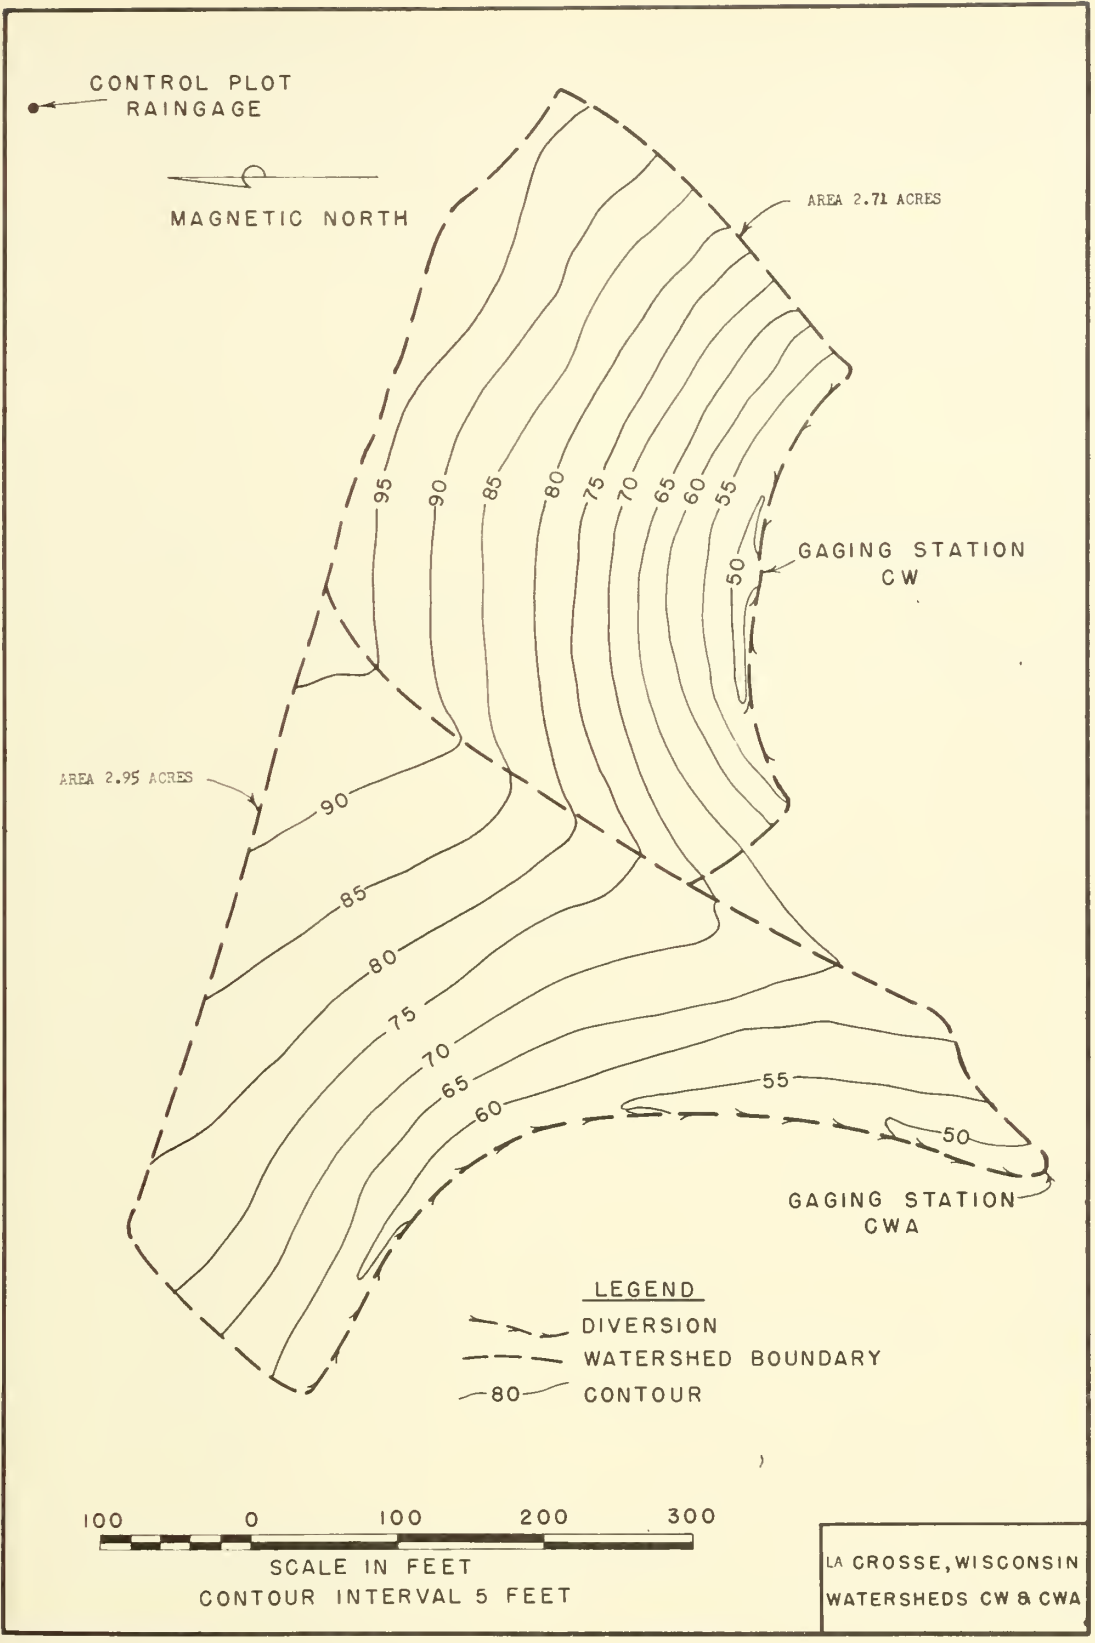 CONTROL PLOT
RAINGAGE
MAGNETIC NORTH
AREA 2.71 ACRES
95
90
85
80
75
70
65
60
55
50
GAGING STATION
CW
AREA 2.95 ACRES
90
85
80
75
70
65
60
55
50
GAGING STATION
CWA
LEGEND
DIVERSION
WATERSHED BOUNDARY
80 CONTOUR
100 0 100 200 300
SCALE IN FEET
CONTOUR INTERVAL 5 FEET
LA CROSSE, WISCONSIN
WATERSHEDS CW & CWA